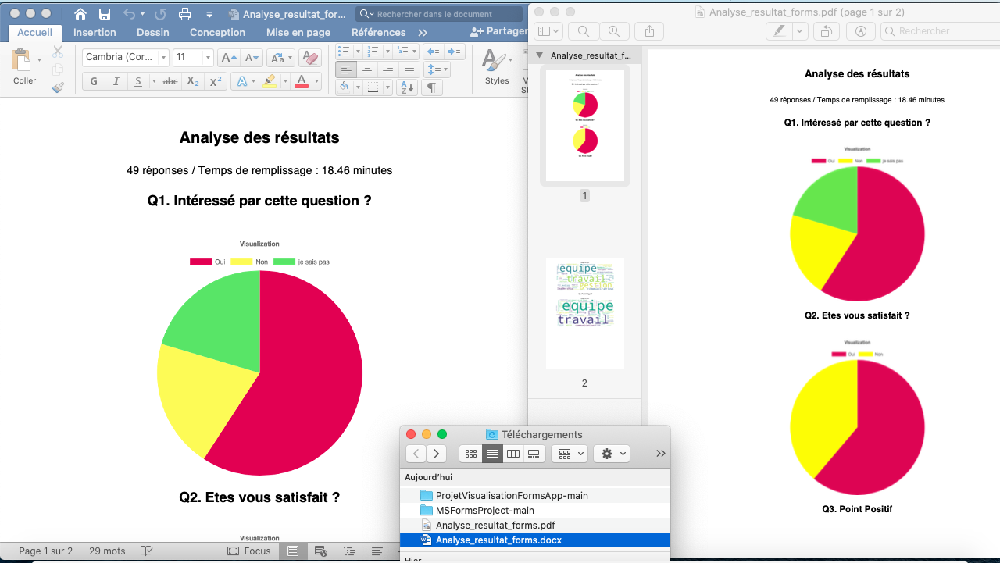 Analyse_resultat_for...
Rechercher dans le document
Accueil
Insertion
Dessin
Conception
Mise en page
Références
Partager
Coller
Cambria (Cor...
11
A
A
Aa
A
G
I
S
abc
X2
X2
A
A
A
Z
¶
Styles
Analyse des résultats
49 réponses / Temps de remplissage : 18.46 minutes
Q1. Intéressé par cette question ?
Visualization
Oui
Non
je sais pas
Q2. Etes vous satisfait ?
Visualization
Page 1 sur 2
29 mots
Focus
Analyse_resultat_forms.pdf (page 1 sur 2)
Rechercher
Analyse_resultat_f...
1
equipe
travail
gestion
communication
equipe
travail
2
Analyse des résultats
49 réponses / Temps de remplissage : 18.46 minutes
Q1. Intéressé par cette question ?
Visualization
Oui
Non
je sais pas
Q2. Etes vous satisfait ?
Visualization
Oui
Non
Q3. Point Positif
Téléchargements
Aujourd'hui
ProjetVisualisationFormsApp-main
MSFormsProject-main
Analyse_resultat_forms.pdf
Analyse_resultat_forms.docx
Hier